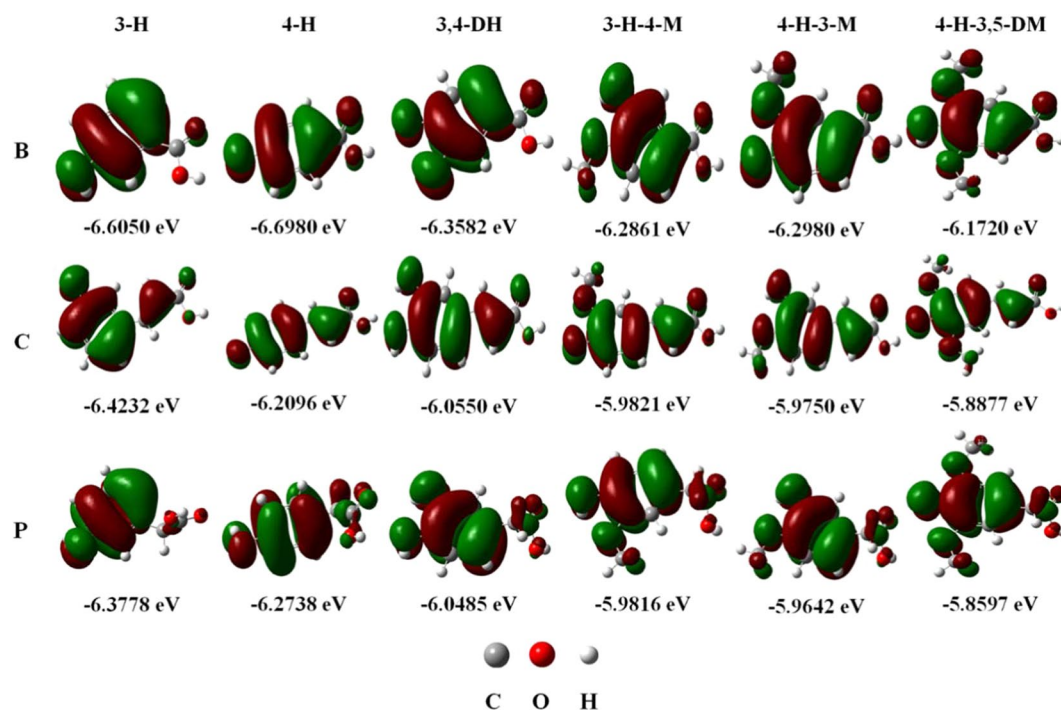 3-H 4-H 3,4-DH 3-H-4-M 4-H-3-M 4-H-3,5-DM
B
-6.6050 eV -6.6980 eV -6.3582 eV -6.2861 eV -6.2980 eV -6.1720 eV
C
-6.4232 eV -6.2096 eV -6.0550 eV -5.9821 eV -5.9750 eV -5.8877 eV
P
-6.3778 eV -6.2738 eV -6.0485 eV -5.9816 eV -5.9642 eV -5.8597 eV
C O H